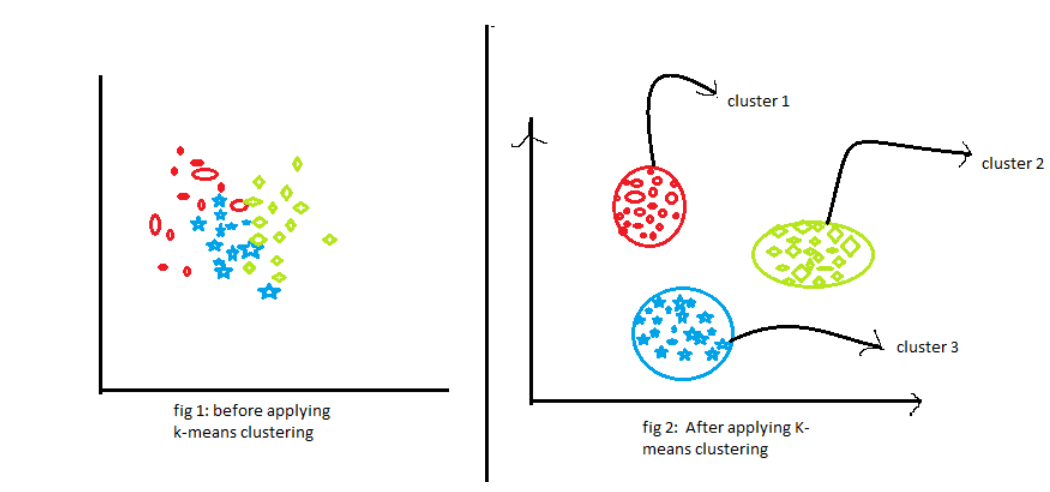 cluster 1
cluster 2
cluster 3
fig 1: before applying
k-means clustering
fig 2:  After applying K-
means clustering